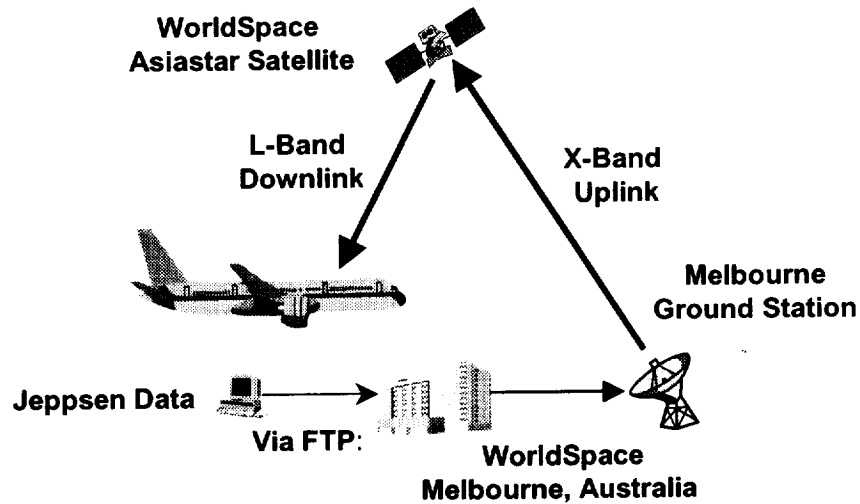 WorldSpace
Asiastar Satellite
L-Band
Downlink
X-Band
Uplink
Melbourne
Ground Station
Jeppsen Data
Via FTP:
WorldSpace
Melbourne, Australia